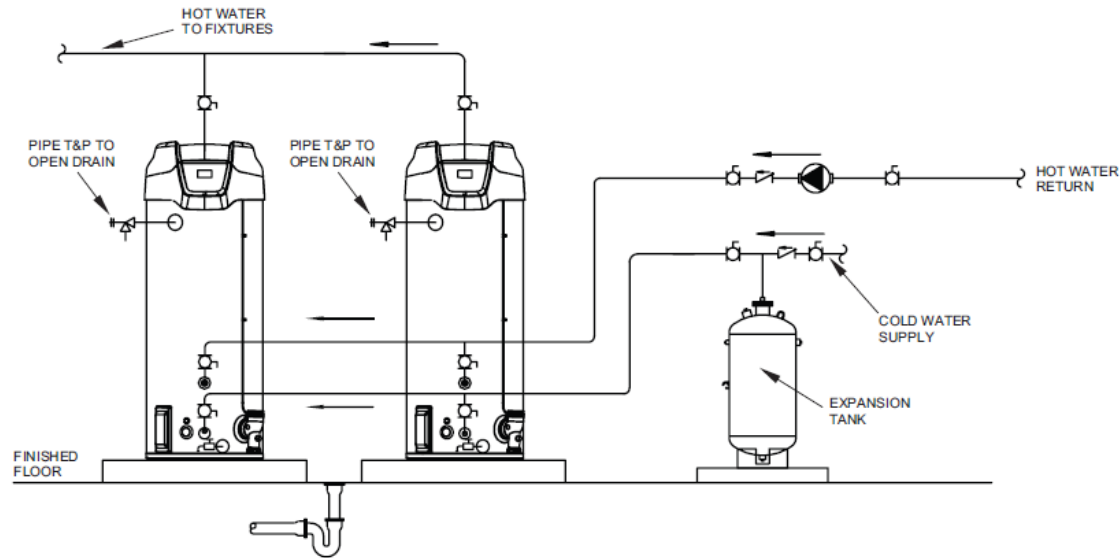 HOT WATER
TO FIXTURES
PIPE T&P TO
OPEN DRAIN
PIPE T&P TO
OPEN DRAIN
HOT WATER
RETURN
COLD WATER
SUPPLY
EXPANSION
TANK
FINISHED
FLOOR